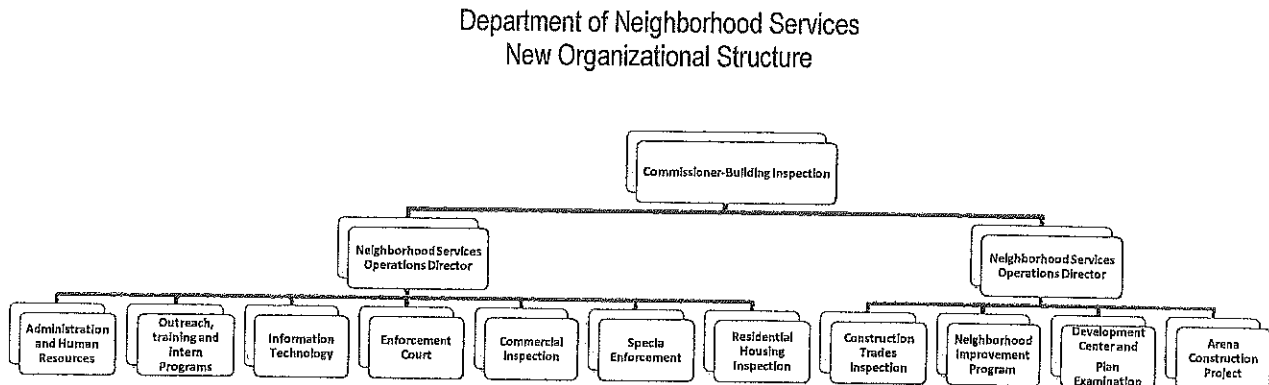 Department of Neighborhood Services
New Organizational Structure
Commissioner-Building Inspection
Neighborhood Services
Operations Director
Neighborhood Services
Operations Director
Administration
and Human
Resources
Outreach,
training and
intern
Programs
Information
Technology
Enforcement
Court
Commercial
Inspection
Specia
Enforcement
Residential
Housing
Inspection
Construction
Trades
Inspection
Neighborhood
Improvement
Program
Development
Center and
Plan
Examination
Arena
Construction
Project